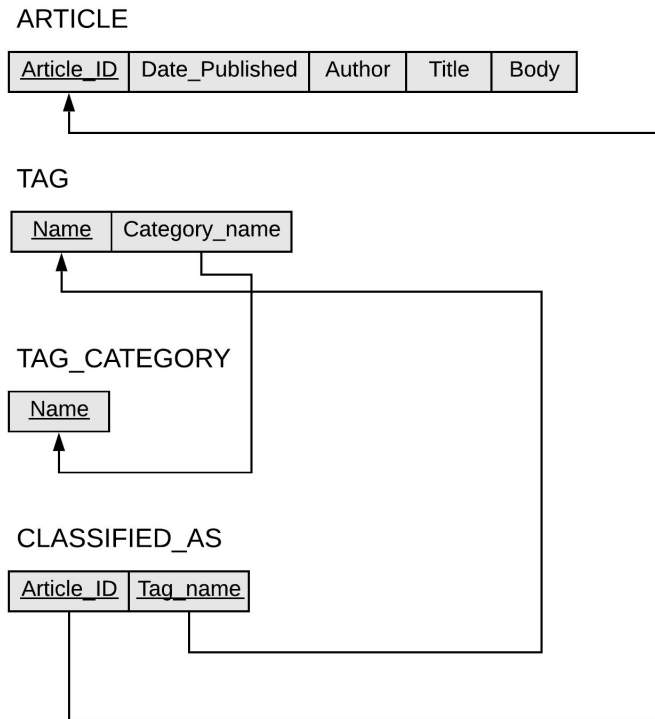 ARTICLE
Article_ID Date_Published Author Title Body
TAG
Name Category_name
TAG_CATEGORY
Name
CLASSIFIED_AS
Article_ID Tag_name